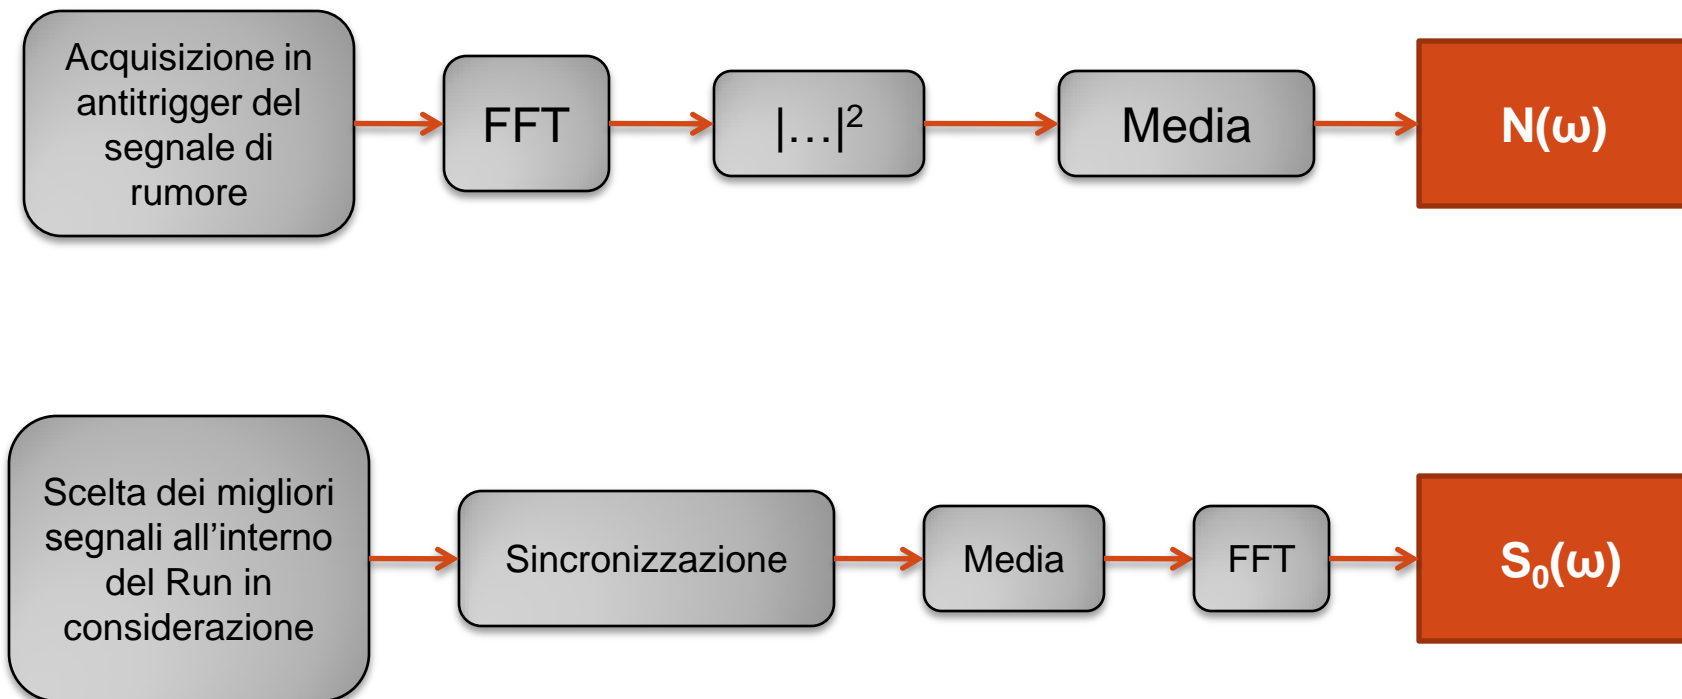 Acquisizione in
antitrigger del
segnale di
rumore
FFT
|…|²
Media
N(ω)
Scelta dei migliori
segnali all’interno
del Run in
considerazione
Sincronizzazione
Media
FFT
S₀(ω)